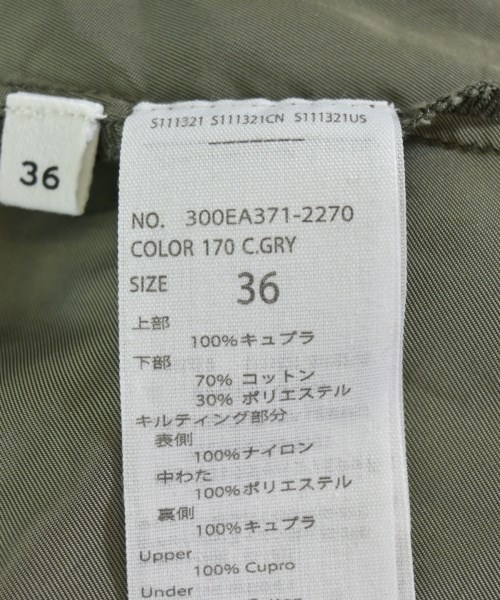 36
S111321 S111321CN S111321US
NO. 300EA371-2270
COLOR 170 C.GRY
SIZE 36
上部
100%キュプラ
下部
70% コットン
30% ポリエステル
キルティング部分
表側
100%ナイロン
中わた
100%ポリエステル
裏側
100%キュプラ
Upper
100% Cupro
Under